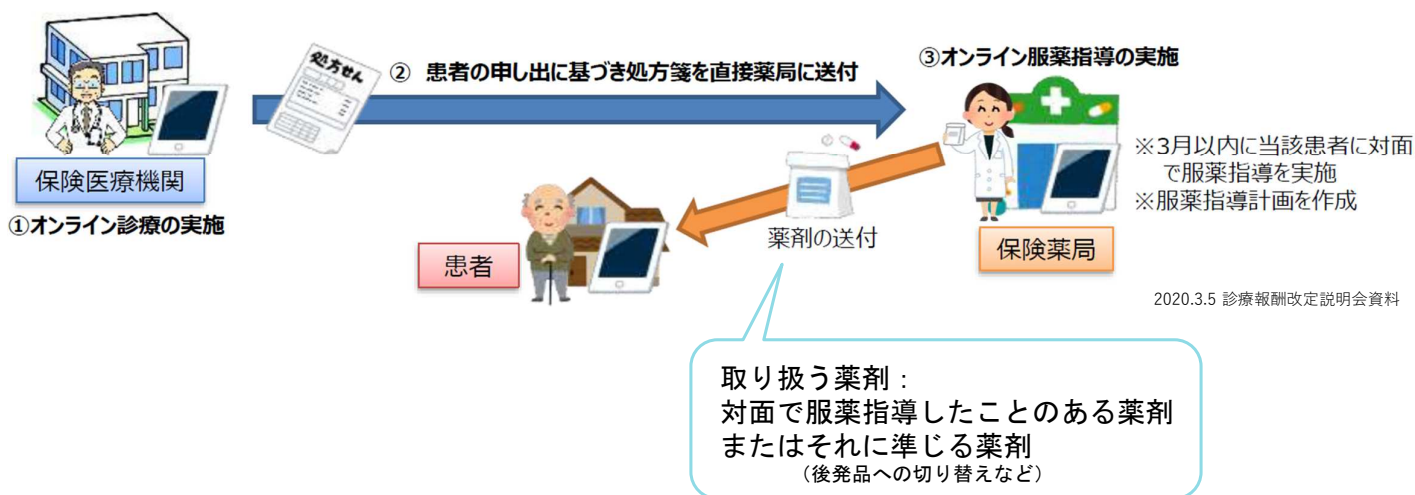 処方せん
② 患者の申し出に基づき処方箋を直接薬局に送付
③オンライン服薬指導の実施
保険医療機関
①オンライン診療の実施
※3月以内に当該患者に対面
で服薬指導を実施
※服薬指導計画を作成
薬剤の送付
患者
保険薬局
2020.3.5 診療報酬改定説明会資料
取り扱う薬剤:
対面で服薬指導したことのある薬剤
またはそれに準じる薬剤
(後発品への切り替えなど)